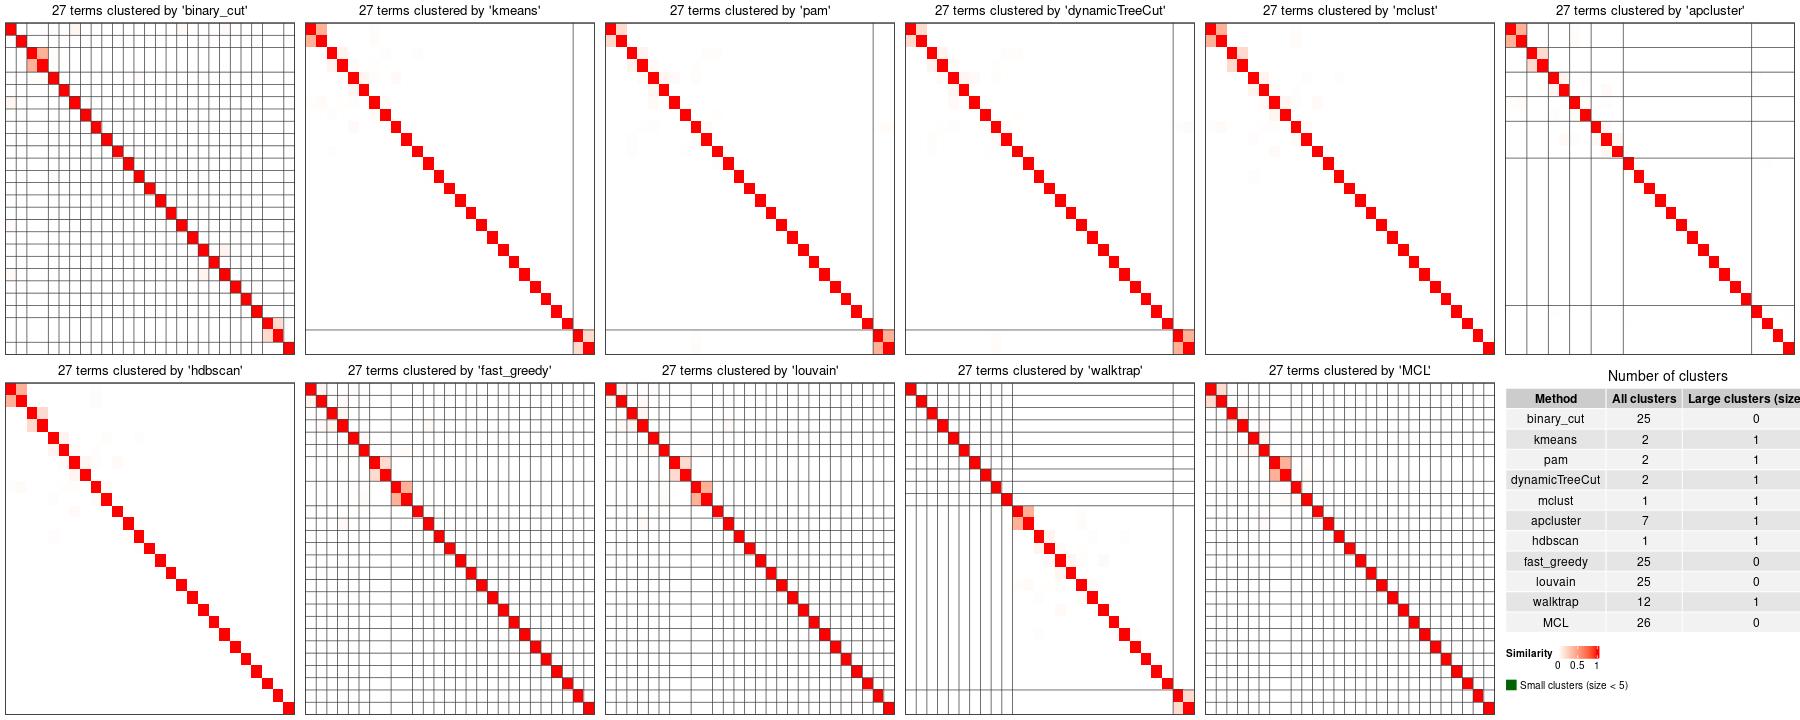 27 terms clustered by 'binary_cut'
27 terms clustered by 'kmeans'
27 terms clustered by 'pam'
27 terms clustered by 'dynamicTreeCut'
27 terms clustered by 'mclust'
27 terms clustered by 'apcluster'
27 terms clustered by 'hdbscan'
27 terms clustered by 'fast_greedy'
27 terms clustered by 'louvain'
27 terms clustered by 'walktrap'
27 terms clustered by 'MCL'
Number of clusters
Method All clusters Large clusters (size
binary_cut 25 0
kmeans 2 1
pam 2 1
dynamicTreeCut 2 1
mclust 1 1
apcluster 7 1
hdbscan 1 1
fast_greedy 25 0
louvain 25 0
walktrap 12 1
MCL 26 0
Similarity
0 0.5 1
Small clusters (size < 5)